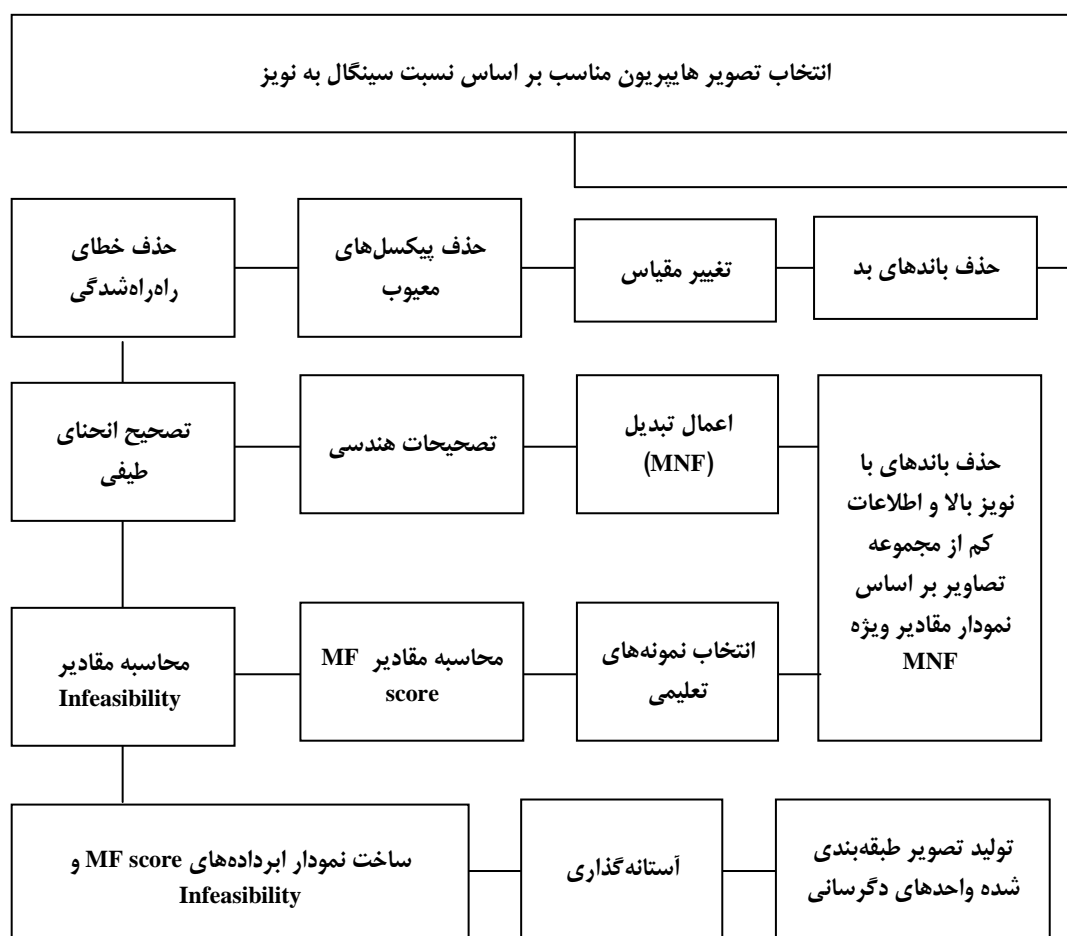 انتخاب تصویر هایپریون مناسب بر اساس نسبت سینگال به نویز
حذف باندهای بد
تغییر مقیاس
حذف پیکسل‌های
معیوب
حذف خطای
راه‌راه‌شدگی
تصحیح انحنای
طیفی
تصحیحات هندسی
اعمال تبدیل
(MNF)
حذف باندهای با
نویز بالا و اطلاعات
کم از مجموعه
تصاویر بر اساس
نمودار مقادیر ویژه
MNF
انتخاب نمونه‌های
تعلیمی
محاسبه مقادیر MF
score
محاسبه مقادیر
Infeasibility
ساخت نمودار ابرداده‌های MF score و
Infeasibility
آستانه‌گذاری
تولید تصویر طبقه‌بندی
شده واحدهای دگرسانی